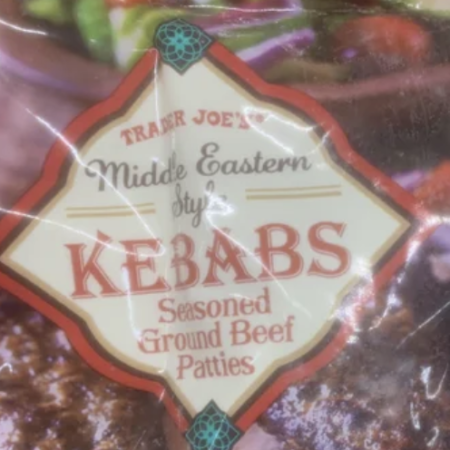 TRADER JOE'S
Middle Eastern
Style
KEBABS
Seasoned
Ground Beef
Patties